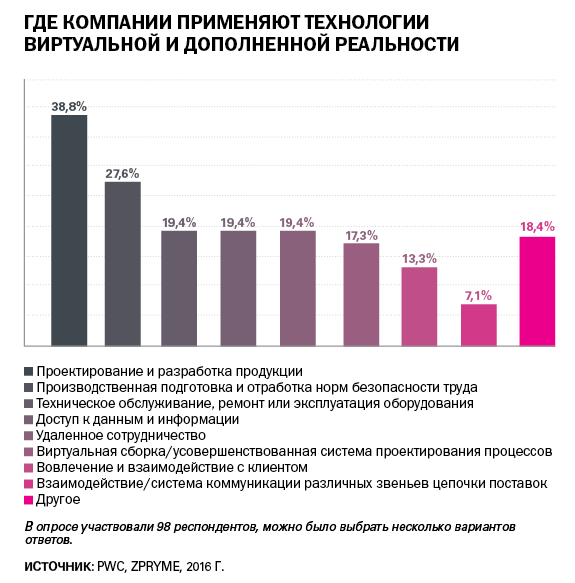 ГДЕ КОМПАНИИ ПРИМЕНЯЮТ ТЕХНОЛОГИИ
ВИРТУАЛЬНОЙ И ДОПОЛНЕННОЙ РЕАЛЬНОСТИ
38,8%
27,6%
19,4%
19,4%
19,4%
17,3%
13,3%
7,1%
18,4%
Проектирование и разработка продукции
Производственная подготовка и отработка норм безопасности труда
Техническое обслуживание, ремонт или эксплуатация оборудования
Доступ к данным и информации
Удаленное сотрудничество
Виртуальная сборка/усовершенствованная система проектирования процессов
Вовлечение и взаимодействие с клиентом
Взаимодействие/система коммуникации различных звеньев цепочки поставок
Другое
В опросе участвовали 98 респондентов, можно было выбрать несколько вариантов
ответов.
ИСТОЧНИК: PWC, ZPRYME, 2016 Г.